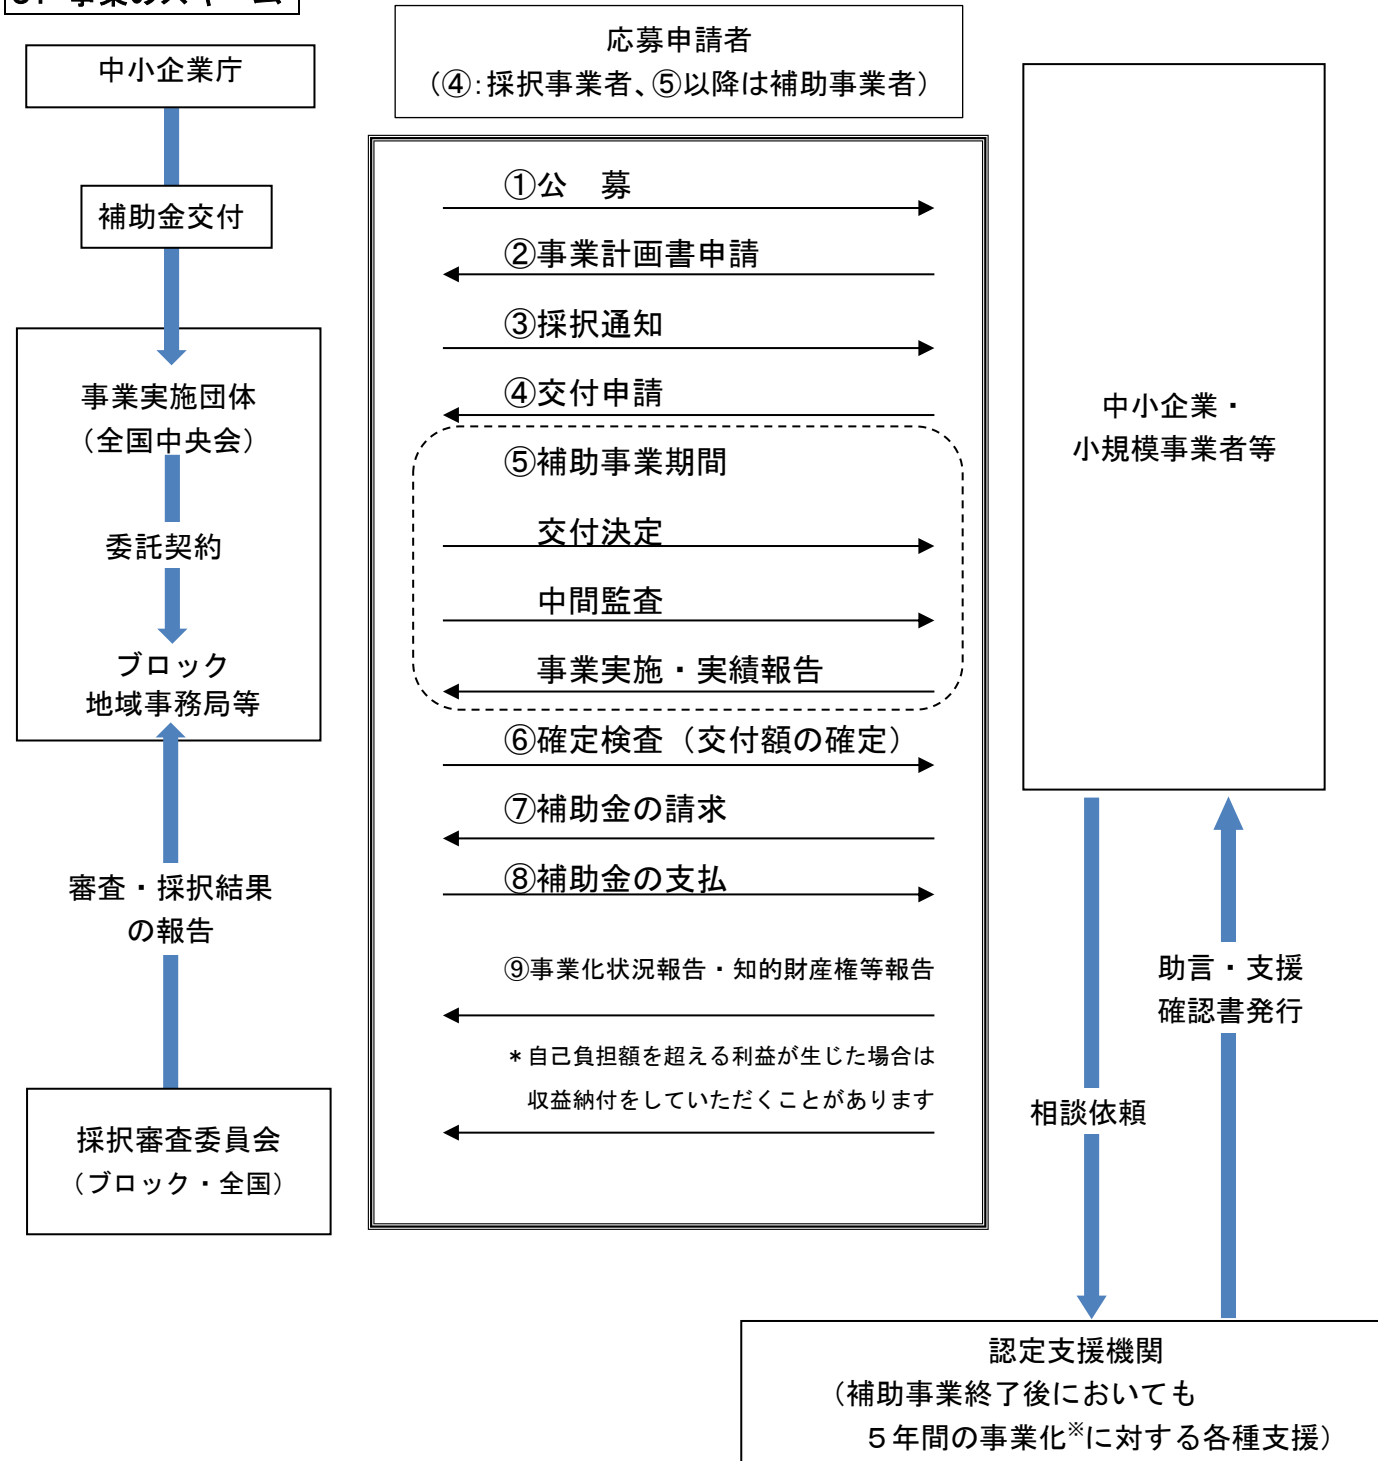 事業のスキーム
中小企業庁
補助金交付
事業実施団体
（全国中央会）
委託契約
ブロック
地域事務局等
審査・採択結果
の報告
採択審査委員会
（ブロック・全国）
応募申請者
（④：採択事業者、⑤以降は補助事業者）
①公　募
②事業計画書申請
③採択通知
④交付申請
⑤補助事業期間
交付決定
中間監査
事業実施・実績報告
⑥確定検査（交付額の確定）
⑦補助金の請求
⑧補助金の支払
⑨事業化状況報告・知的財産権等報告
＊自己負担額を超える利益が生じた場合は
収益納付をしていただくことがあります
中小企業・
小規模事業者等
助言・支援
確認書発行
相談依頼
認定支援機関
（補助事業終了後においても
５年間の事業化※に対する各種支援）